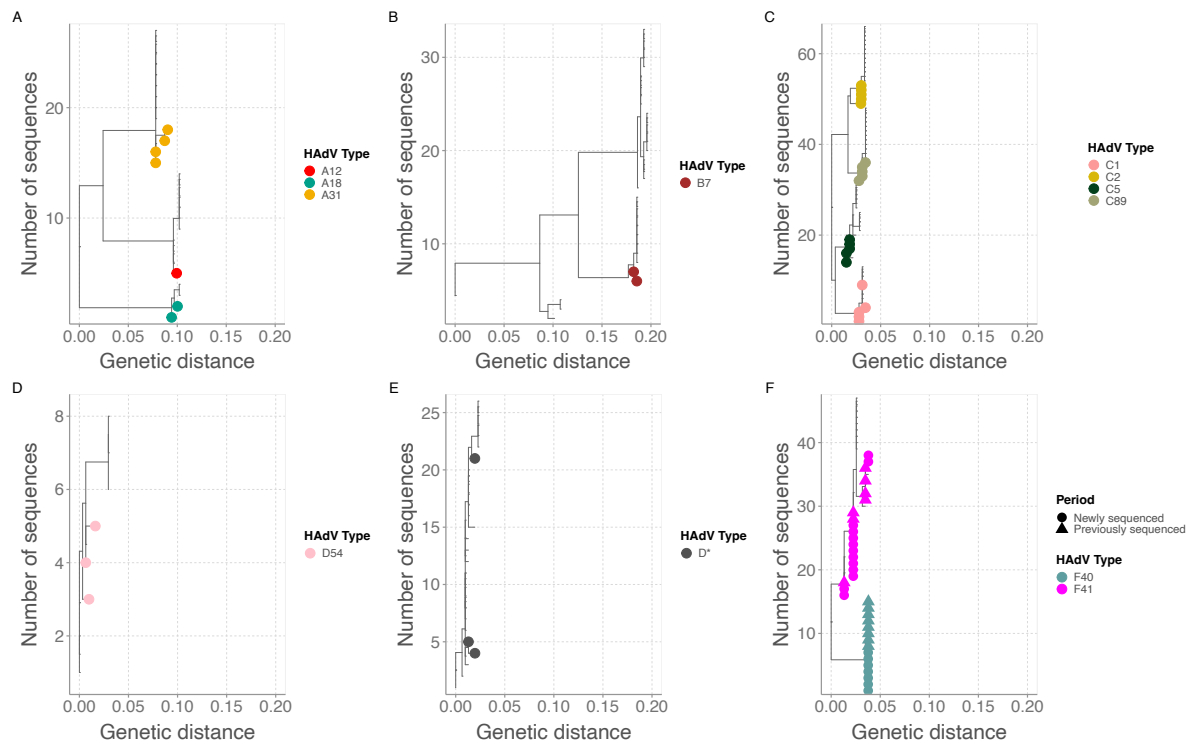 A
Number of sequences
20
10
0.00 0.05 0.10 0.15 0.20
Genetic distance
HAdV Type
A12
A18
A31
B
Number of sequences
30
20
10
0.00 0.05 0.10 0.15 0.20
Genetic distance
HAdV Type
B7
C
Number of sequences
60
40
20
0.00 0.05 0.10 0.15 0.20
Genetic distance
HAdV Type
C1
C2
C5
C89
D
Number of sequences
8
6
4
2
0.00 0.05 0.10 0.15 0.20
Genetic distance
HAdV Type
D54
E
Number of sequences
25
20
15
10
5
0.00 0.05 0.10 0.15 0.20
Genetic distance
HAdV Type
D*
F
Number of sequences
40
30
20
10
0.00 0.05 0.10 0.15 0.20
Genetic distance
Period
Newly sequenced
Previously sequenced
HAdV Type
F40
F41